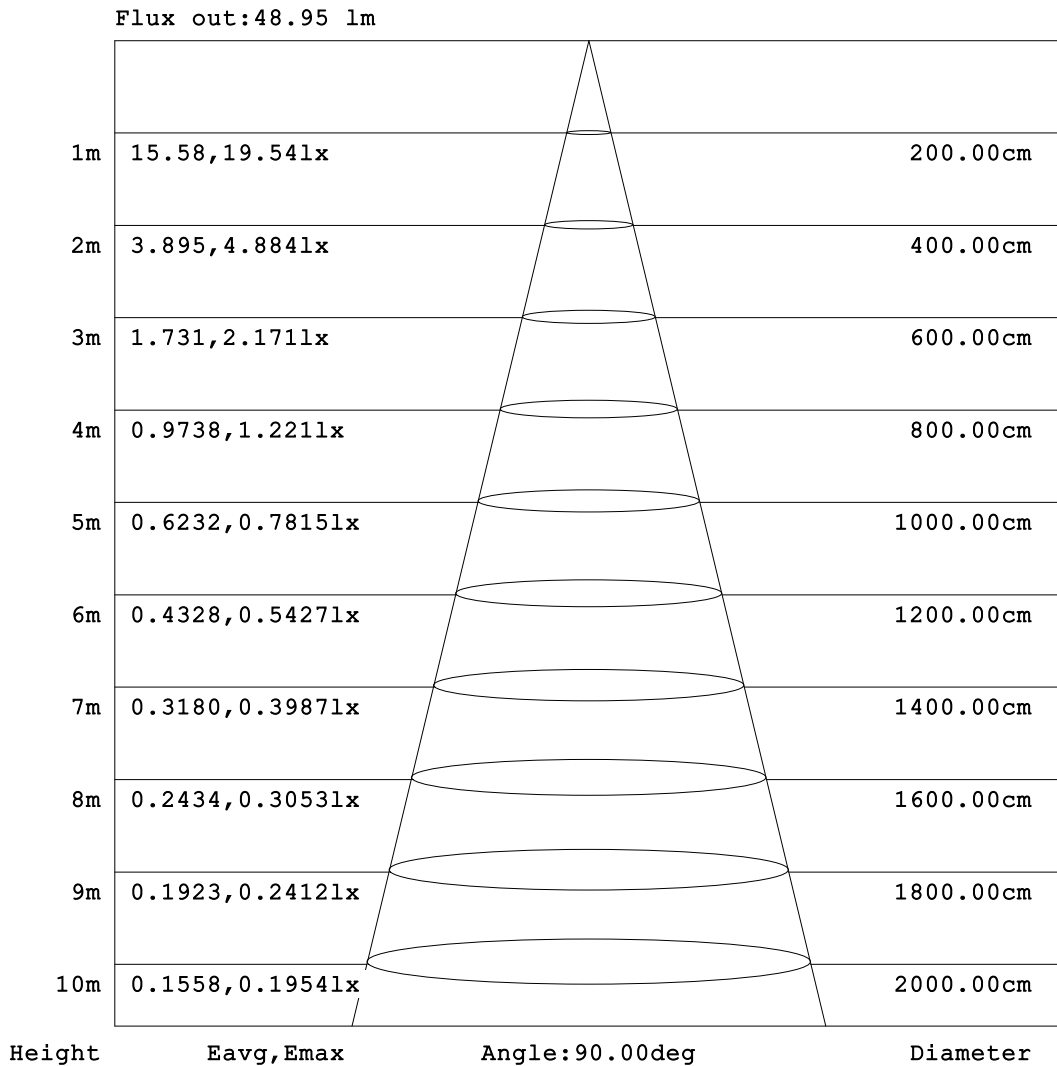 Flux out:48.95 lm
1m 15.58,19.54lx 200.00cm
2m 3.895,4.884lx 400.00cm
3m 1.731,2.171lx 600.00cm
4m 0.9738,1.221lx 800.00cm
5m 0.6232,0.7815lx 1000.00cm
6m 0.4328,0.5427lx 1200.00cm
7m 0.3180,0.3987lx 1400.00cm
8m 0.2434,0.3053lx 1600.00cm
9m 0.1923,0.2412lx 1800.00cm
10m 0.1558,0.1954lx 2000.00cm
Height Eavg,Emax Angle:90.00deg Diameter